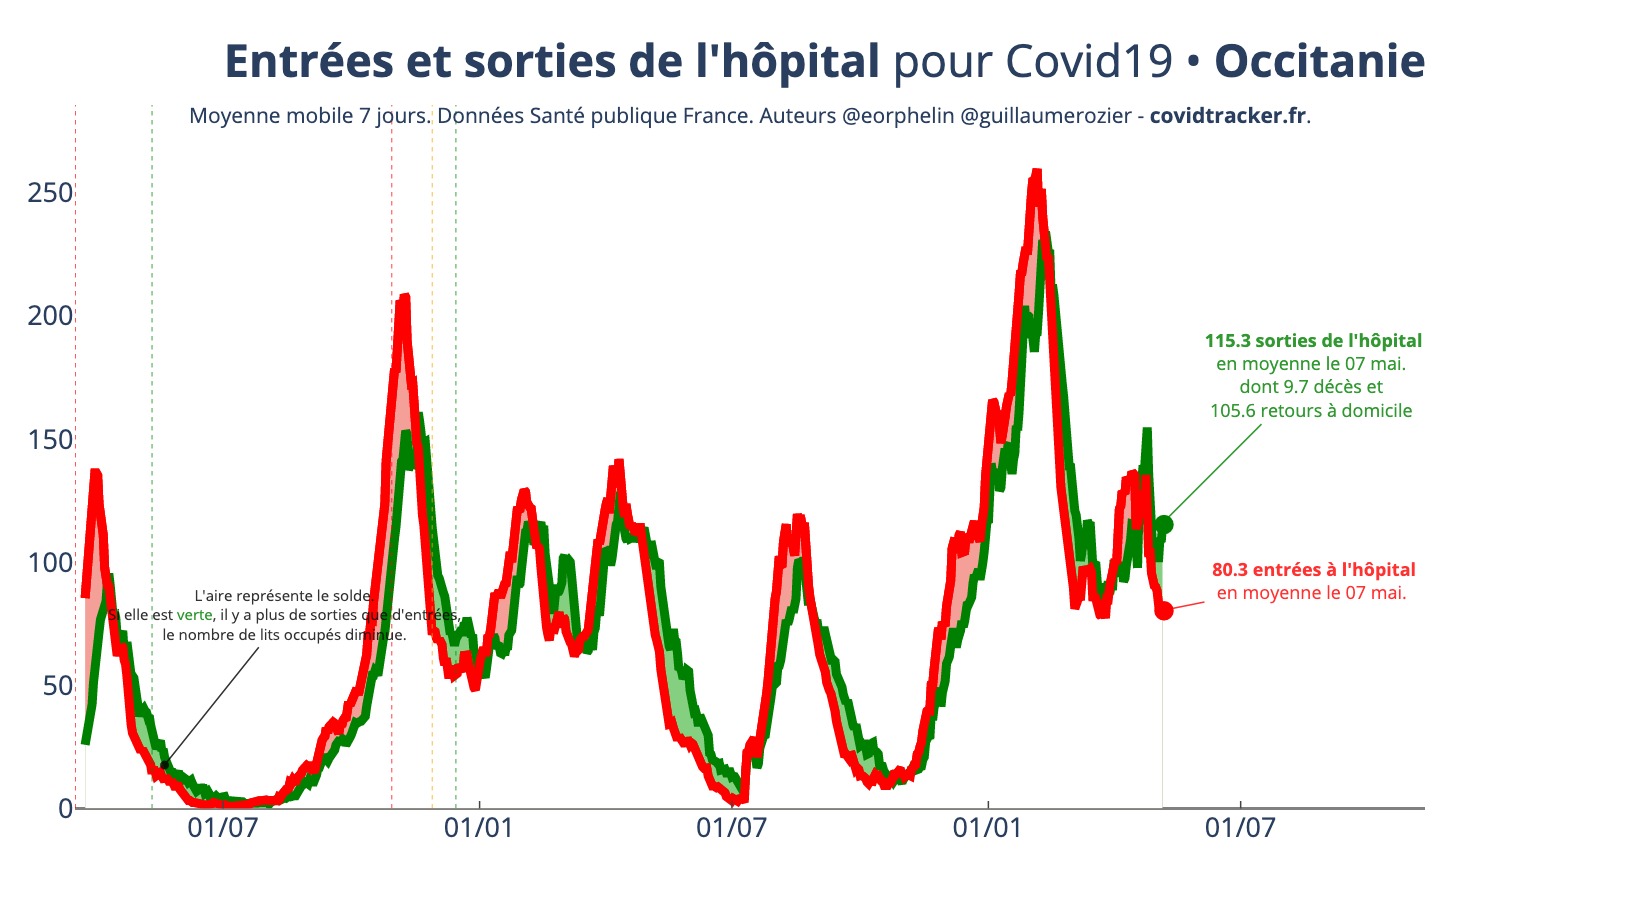 Entrées et sorties de l'hôpital pour Covid19 • Occitanie
Moyenne mobile 7 jours. Données Santé publique France. Auteurs @eorphelin @guillaumerozier - covidtracker.fr.
250
200
150
100
50
0
115.3 sorties de l'hôpital
en moyenne le 07 mai.
dont 9.7 décès et
105.6 retours à domicile
80.3 entrées à l'hôpital
en moyenne le 07 mai.
L'aire représente le solde.
Si elle est verte, il y a plus de sorties que d'entrées,
le nombre de lits occupés diminue.
01/07
01/01
01/07
01/01
01/07